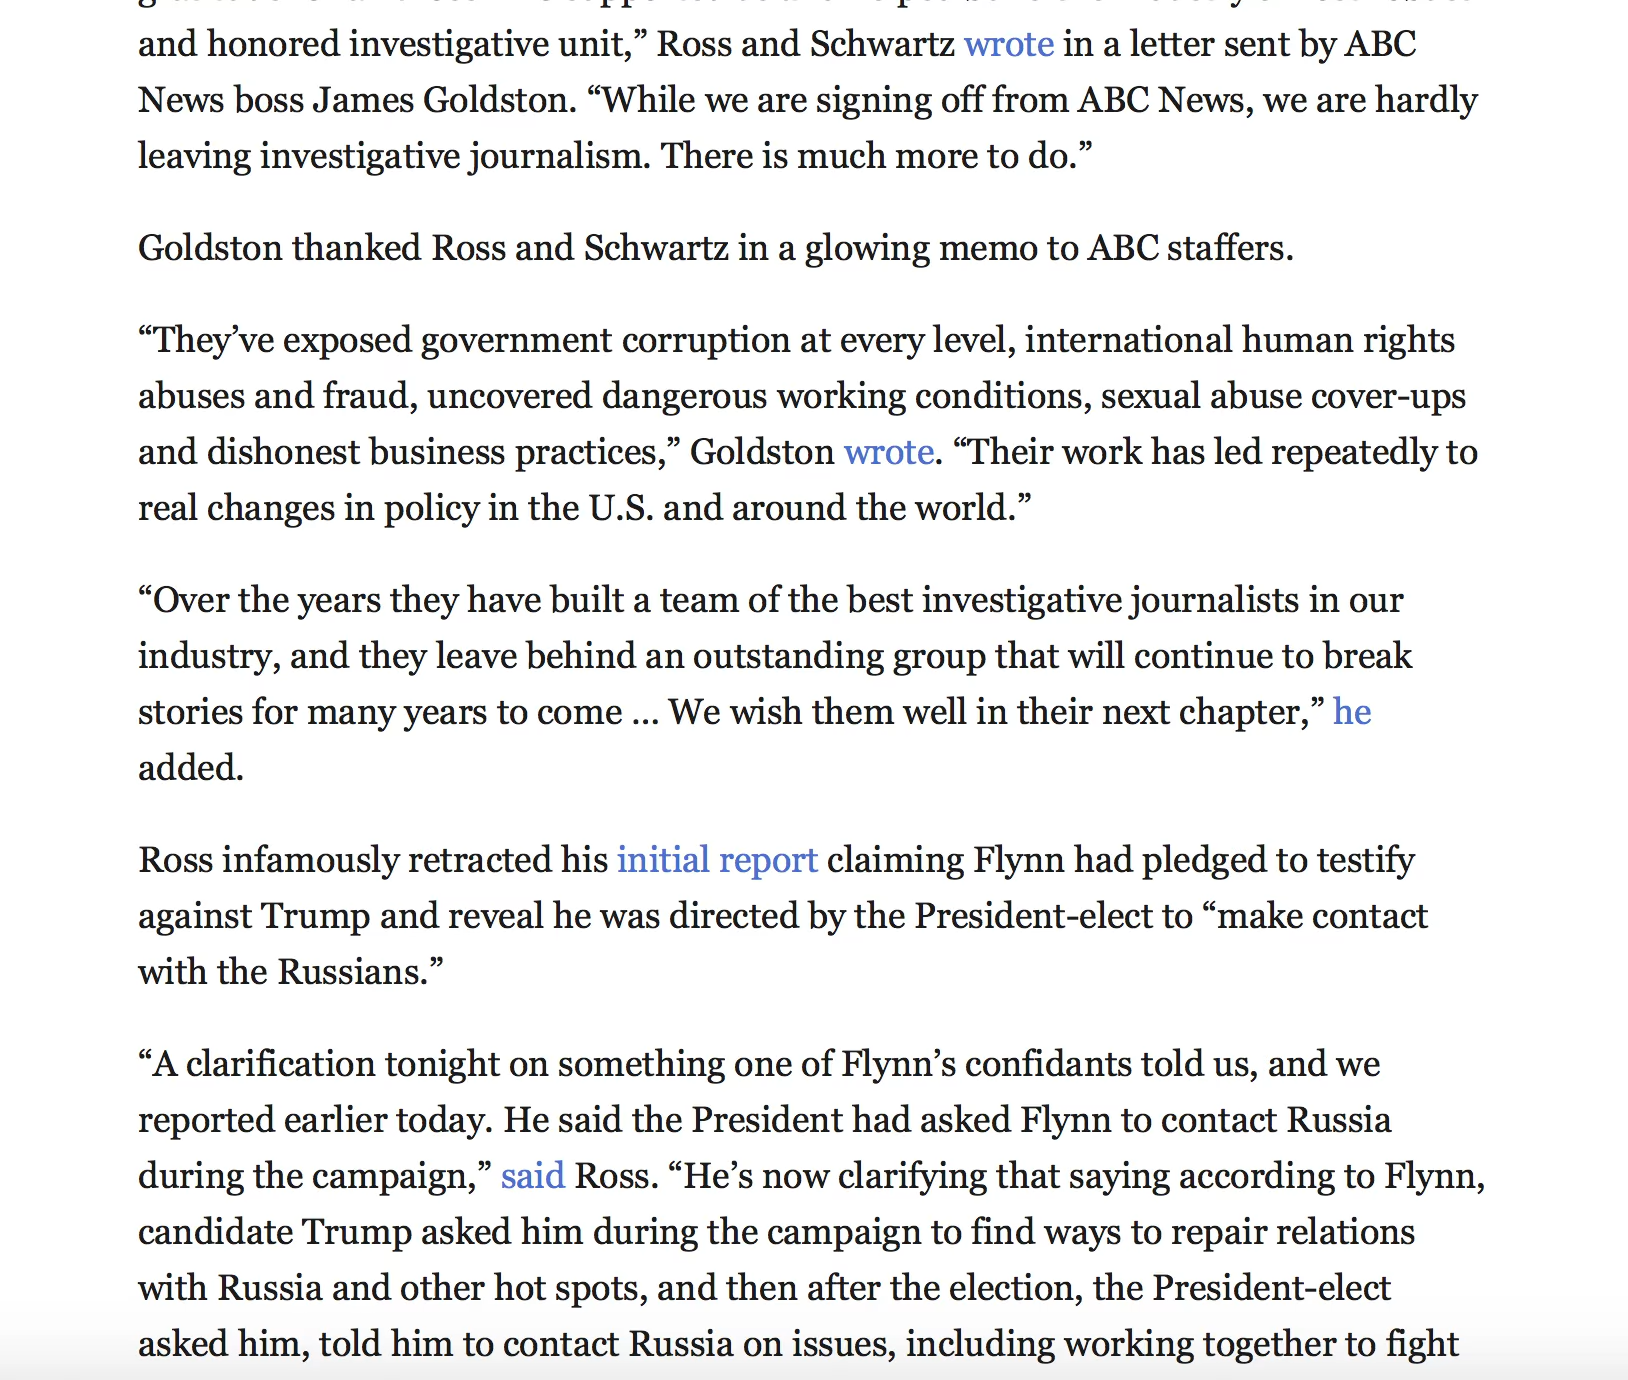 and honored investigative unit,” Ross and Schwartz wrote in a letter sent by ABC
News boss James Goldston. “While we are signing off from ABC News, we are hardly
leaving investigative journalism. There is much more to do.”
Goldston thanked Ross and Schwartz in a glowing memo to ABC staffers.
“They’ve exposed government corruption at every level, international human rights
abuses and fraud, uncovered dangerous working conditions, sexual abuse cover-ups
and dishonest business practices,” Goldston wrote. “Their work has led repeatedly to
real changes in policy in the U.S. and around the world.”
“Over the years they have built a team of the best investigative journalists in our
industry, and they leave behind an outstanding group that will continue to break
stories for many years to come ... We wish them well in their next chapter,” he
added.
Ross infamously retracted his initial report claiming Flynn had pledged to testify
against Trump and reveal he was directed by the President-elect to “make contact
with the Russians.”
“A clarification tonight on something one of Flynn’s confidants told us, and we
reported earlier today. He said the President had asked Flynn to contact Russia
during the campaign,” said Ross. “He’s now clarifying that saying according to Flynn,
candidate Trump asked him during the campaign to find ways to repair relations
with Russia and other hot spots, and then after the election, the President-elect
asked him, told him to contact Russia on issues, including working together to fight